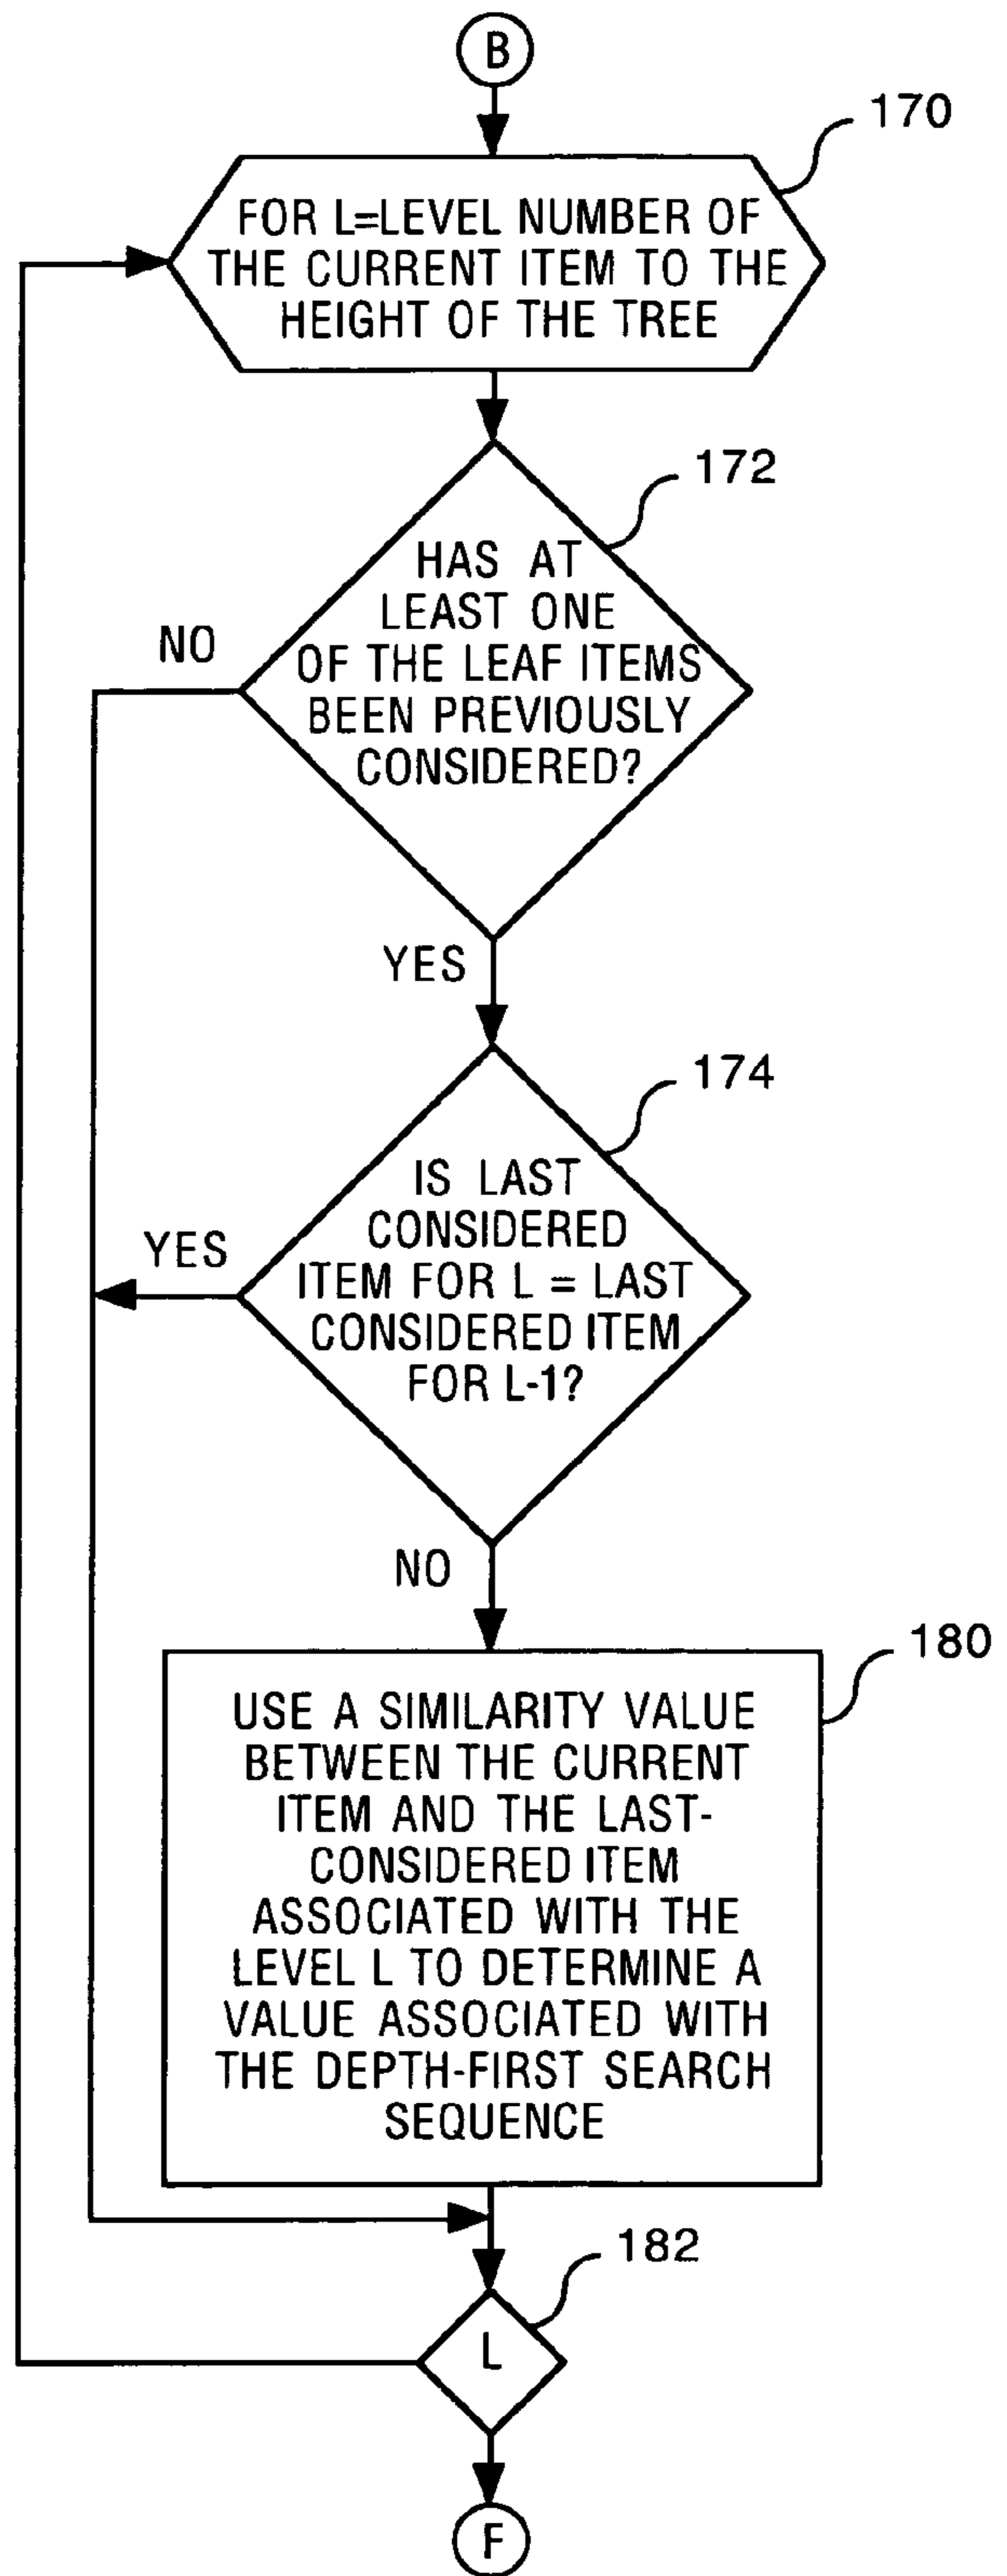 B
170
FOR L=LEVEL NUMBER OF
THE CURRENT ITEM TO THE
HEIGHT OF THE TREE
172
HAS AT
LEAST ONE
OF THE LEAF ITEMS
BEEN PREVIOUSLY
CONSIDERED?
NO
YES
174
IS LAST
CONSIDERED
ITEM FOR L = LAST
CONSIDERED ITEM
FOR L-1?
YES
NO
180
USE A SIMILARITY VALUE
BETWEEN THE CURRENT
ITEM AND THE LAST-
CONSIDERED ITEM
ASSOCIATED WITH THE
LEVEL L TO DETERMINE A
VALUE ASSOCIATED WITH
THE DEPTH-FIRST SEARCH
SEQUENCE
182
L
F